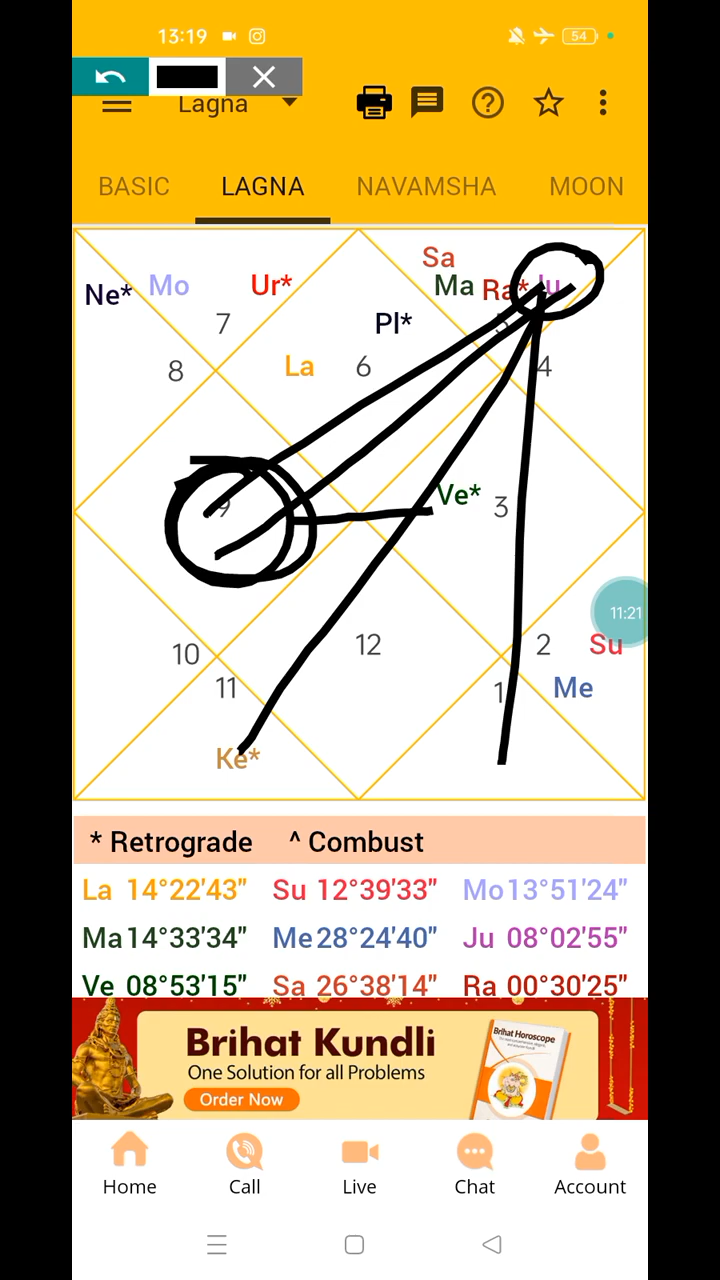 13:19 54
Lagna
BASIC LAGNA NAVAMSHA MOON
Sa
Ne* Mo Ur* Ma Ra*
7 Pl*
8 La 6 4
Ve* 3
11:21
10 12 2 Su
11 1 Me
Ke*
* Retrograde ^ Combust
La 14°22'43" Su 12°39'33" Mo 13°51'24"
Ma 14°33'34" Me 28°24'40" Ju 08°02'55"
Ve 08°53'15" Sa 26°38'14" Ra 00°30'25"
Brihat Kundli
One Solution for all Problems
Order Now
Brihat Horoscope
Home Call Live Chat Account